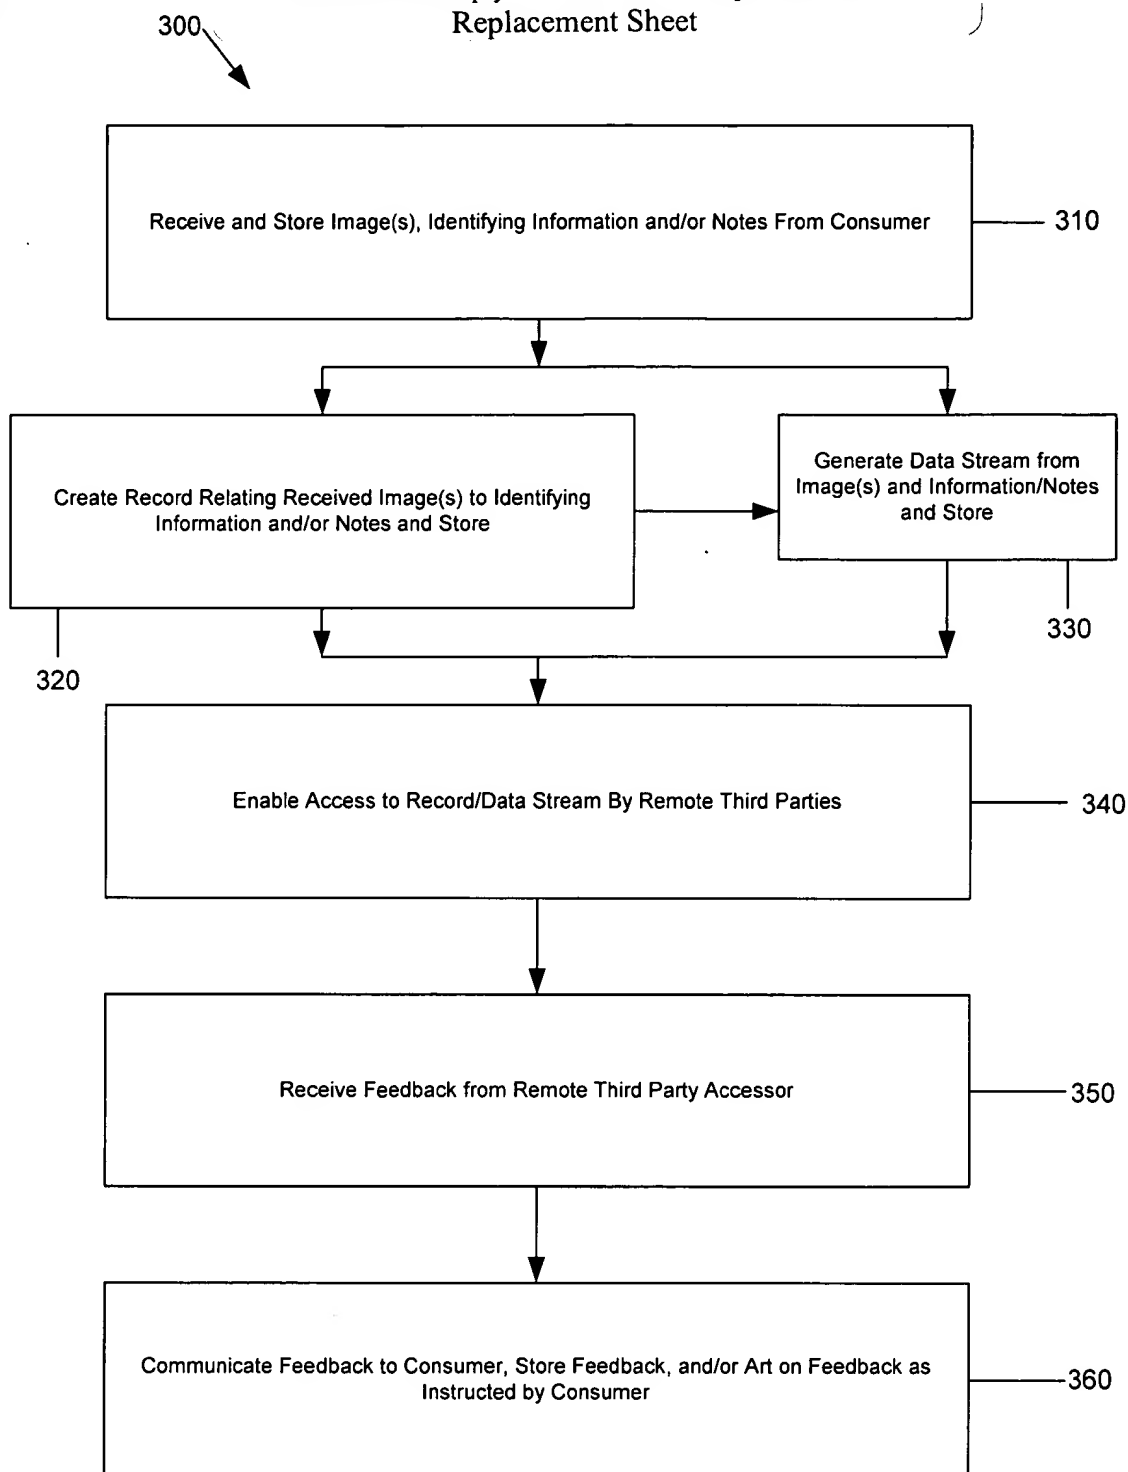 Replacement Sheet
300
Receive and Store Image(s), Identifying Information and/or Notes From Consumer
310
Create Record Relating Received Image(s) to Identifying
Information and/or Notes and Store
320
Generate Data Stream from
Image(s) and Information/Notes
and Store
330
Enable Access to Record/Data Stream By Remote Third Parties
340
Receive Feedback from Remote Third Party Accessor
350
Communicate Feedback to Consumer, Store Feedback, and/or Art on Feedback as
Instructed by Consumer
360